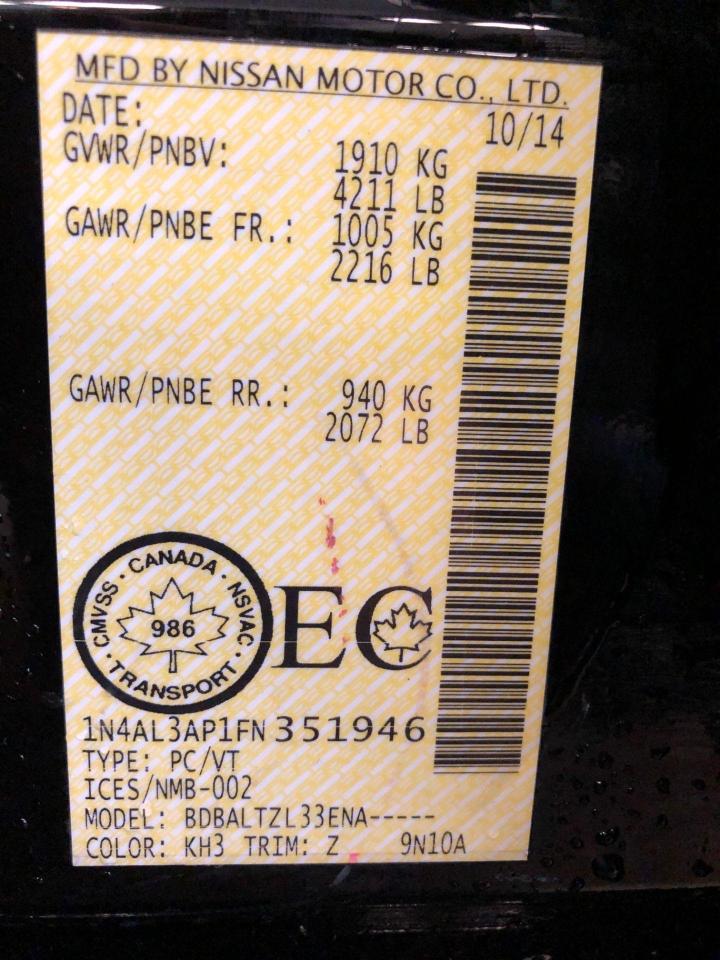 MFD BY NISSAN MOTOR CO., LTD.
DATE: 10/14
GVWR/PNBV: 1910 KG
4211 LB
GAWR/PNBE FR.: 1005 KG
2216 LB
GAWR/PNBE RR.: 940 KG
2072 LB
CMVSS · CANADA · NSVAC · TRANSPORT ·
986
EC
1N4AL3AP1FN351946
TYPE: PC/VT
ICES/NMB-002
MODEL: BDBALTZL33ENA-----
COLOR: KH3 TRIM: Z 9N10A